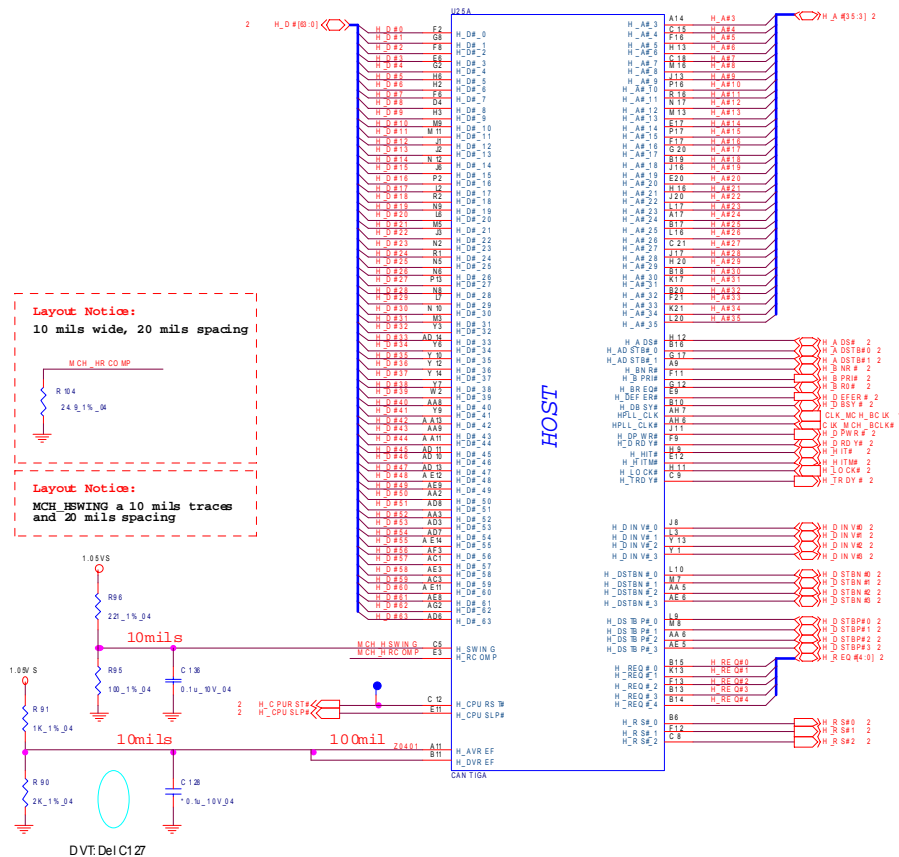 U25A
2 H_D#[63:0]
H_D#0 F2 H_D#_0
H_D#1 G8 H_D#_1
H_D#2 F8 H_D#_2
H_D#3 E6 H_D#_3
H_D#4 G2 H_D#_4
H_D#5 H6 H_D#_5
H_D#6 H2 H_D#_6
H_D#7 F6 H_D#_7
H_D#8 D4 H_D#_8
H_D#9 H3 H_D#_9
H_D#10 M9 H_D#_10
H_D#11 M11 H_D#_11
H_D#12 J1 H_D#_12
H_D#13 J2 H_D#_13
H_D#14 N12 H_D#_14
H_D#15 J6 H_D#_15
H_D#16 P2 H_D#_16
H_D#17 L2 H_D#_17
H_D#18 R2 H_D#_18
H_D#19 N9 H_D#_19
H_D#20 L6 H_D#_20
H_D#21 M5 H_D#_21
H_D#22 J3 H_D#_22
H_D#23 N2 H_D#_23
H_D#24 R1 H_D#_24
H_D#25 N5 H_D#_25
H_D#26 N6 H_D#_26
H_D#27 P13 H_D#_27
H_D#28 N8 H_D#_28
H_D#29 L7 H_D#_29
H_D#30 N10 H_D#_30
H_D#31 M3 H_D#_31
H_D#32 Y3 H_D#_32
H_D#33 AD14 H_D#_33
H_D#34 Y6 H_D#_34
H_D#35 Y10 H_D#_35
H_D#36 Y12 H_D#_36
H_D#37 Y14 H_D#_37
H_D#38 Y7 H_D#_38
H_D#39 W2 H_D#_39
H_D#40 AA8 H_D#_40
H_D#41 Y9 H_D#_41
H_D#42 AA13 H_D#_42
H_D#43 AA9 H_D#_43
H_D#44 AA11 H_D#_44
H_D#45 AD11 H_D#_45
H_D#46 AD10 H_D#_46
H_D#47 AD13 H_D#_47
H_D#48 AE12 H_D#_48
H_D#49 AE9 H_D#_49
H_D#50 AA2 H_D#_50
H_D#51 AD8 H_D#_51
H_D#52 AA3 H_D#_52
H_D#53 AD3 H_D#_53
H_D#54 AD7 H_D#_54
H_D#55 AE14 H_D#_55
H_D#56 AF3 H_D#_56
H_D#57 AC1 H_D#_57
H_D#58 AE3 H_D#_58
H_D#59 AC3 H_D#_59
H_D#60 AE11 H_D#_60
H_D#61 AE8 H_D#_61
H_D#62 AG2 H_D#_62
H_D#63 AD6 H_D#_63
MCH_HSWING C5 H_SWING
MCH_HRCOMP E3 H_RCOMP
2 H_CPURST# C12 H_CPURST#
2 H_CPUSLP# E11 H_CPUSLP#
Z0401 A11 H_AVREF
B11 H_DVREF
CANTIGA
HOST
H_A#[35:3] 2
H_A#_3 A14 H_A#3
H_A#_4 C15 H_A#4
H_A#_5 F16 H_A#5
H_A#_6 H13 H_A#6
H_A#_7 C18 H_A#7
H_A#_8 M16 H_A#8
H_A#_9 J13 H_A#9
H_A#_10 P16 H_A#10
H_A#_11 R16 H_A#11
H_A#_12 N17 H_A#12
H_A#_13 M13 H_A#13
H_A#_14 E17 H_A#14
H_A#_15 P17 H_A#15
H_A#_16 F17 H_A#16
H_A#_17 G20 H_A#17
H_A#_18 B19 H_A#18
H_A#_19 J16 H_A#19
H_A#_20 E20 H_A#20
H_A#_21 H16 H_A#21
H_A#_22 J20 H_A#22
H_A#_23 L17 H_A#23
H_A#_24 A17 H_A#24
H_A#_25 B17 H_A#25
H_A#_26 L16 H_A#26
H_A#_27 C21 H_A#27
H_A#_28 J17 H_A#28
H_A#_29 H20 H_A#29
H_A#_30 B18 H_A#30
H_A#_31 K17 H_A#31
H_A#_32 B20 H_A#32
H_A#_33 F21 H_A#33
H_A#_34 K21 H_A#34
H_A#_35 L20 H_A#35
H_ADS# H12 H_ADS# 2
H_ADSTB#_0 B16 H_ADSTB#0 2
H_ADSTB#_1 G17 H_ADSTB#1 2
H_BNR# A9 H_BNR# 2
H_BPRI# F11 H_BPRI# 2
H_BREQ# G12 H_BR0# 2
H_DEFER# E9 H_DEFER# 2
H_DBSY# B10 H_DBSY# 2
HPLL_CLK AH7 CLK_MCH_BCLK
HPLL_CLK# AH6 CLK_MCH_BCLK#
H_DPWR# J11 H_DPWR# 2
H_DRDY# F9 H_DRDY# 2
H_HIT# H9 H_HIT# 2
H_HITM# E12 H_HITM# 2
H_LOCK# H11 H_LOCK# 2
H_TRDY# C9 H_TRDY# 2
H_DINV#_0 J8 H_DINV#0 2
H_DINV#_1 L3 H_DINV#1 2
H_DINV#_2 Y13 H_DINV#2 2
H_DINV#_3 Y1 H_DINV#3 2
H_DSTBN#_0 L10 H_DSTBN#0 2
H_DSTBN#_1 M7 H_DSTBN#1 2
H_DSTBN#_2 AA5 H_DSTBN#2 2
H_DSTBN#_3 AE6 H_DSTBN#3 2
H_DSTBP#_0 L9 H_DSTBP#0 2
H_DSTBP#_1 M8 H_DSTBP#1 2
H_DSTBP#_2 AA6 H_DSTBP#2 2
H_DSTBP#_3 AE5 H_DSTBP#3 2
H_REQ#[4:0] 2
H_REQ#_0 B15 H_REQ#0
H_REQ#_1 K13 H_REQ#1
H_REQ#_2 F13 H_REQ#2
H_REQ#_3 B13 H_REQ#3
H_REQ#_4 B14 H_REQ#4
H_RS#_0 B6 H_RS#0 2
H_RS#_1 F12 H_RS#1 2
H_RS#_2 C8 H_RS#2 2
Layout Notice:
10 mils wide, 20 mils spacing
MCH_HRCOMP
R104
24.9_1%_04
Layout Notice:
MCH_HSWING a 10 mils traces
and 20 mils spacing
1.05VS
R96
221_1%_04
10mils
R95
100_1%_04
C136
0.1u_10V_04
1.05VS
R91
1K_1%_04
10mils
100mil
R90
2K_1%_04
C128
*0.1u_10V_04
DVT: Del C127